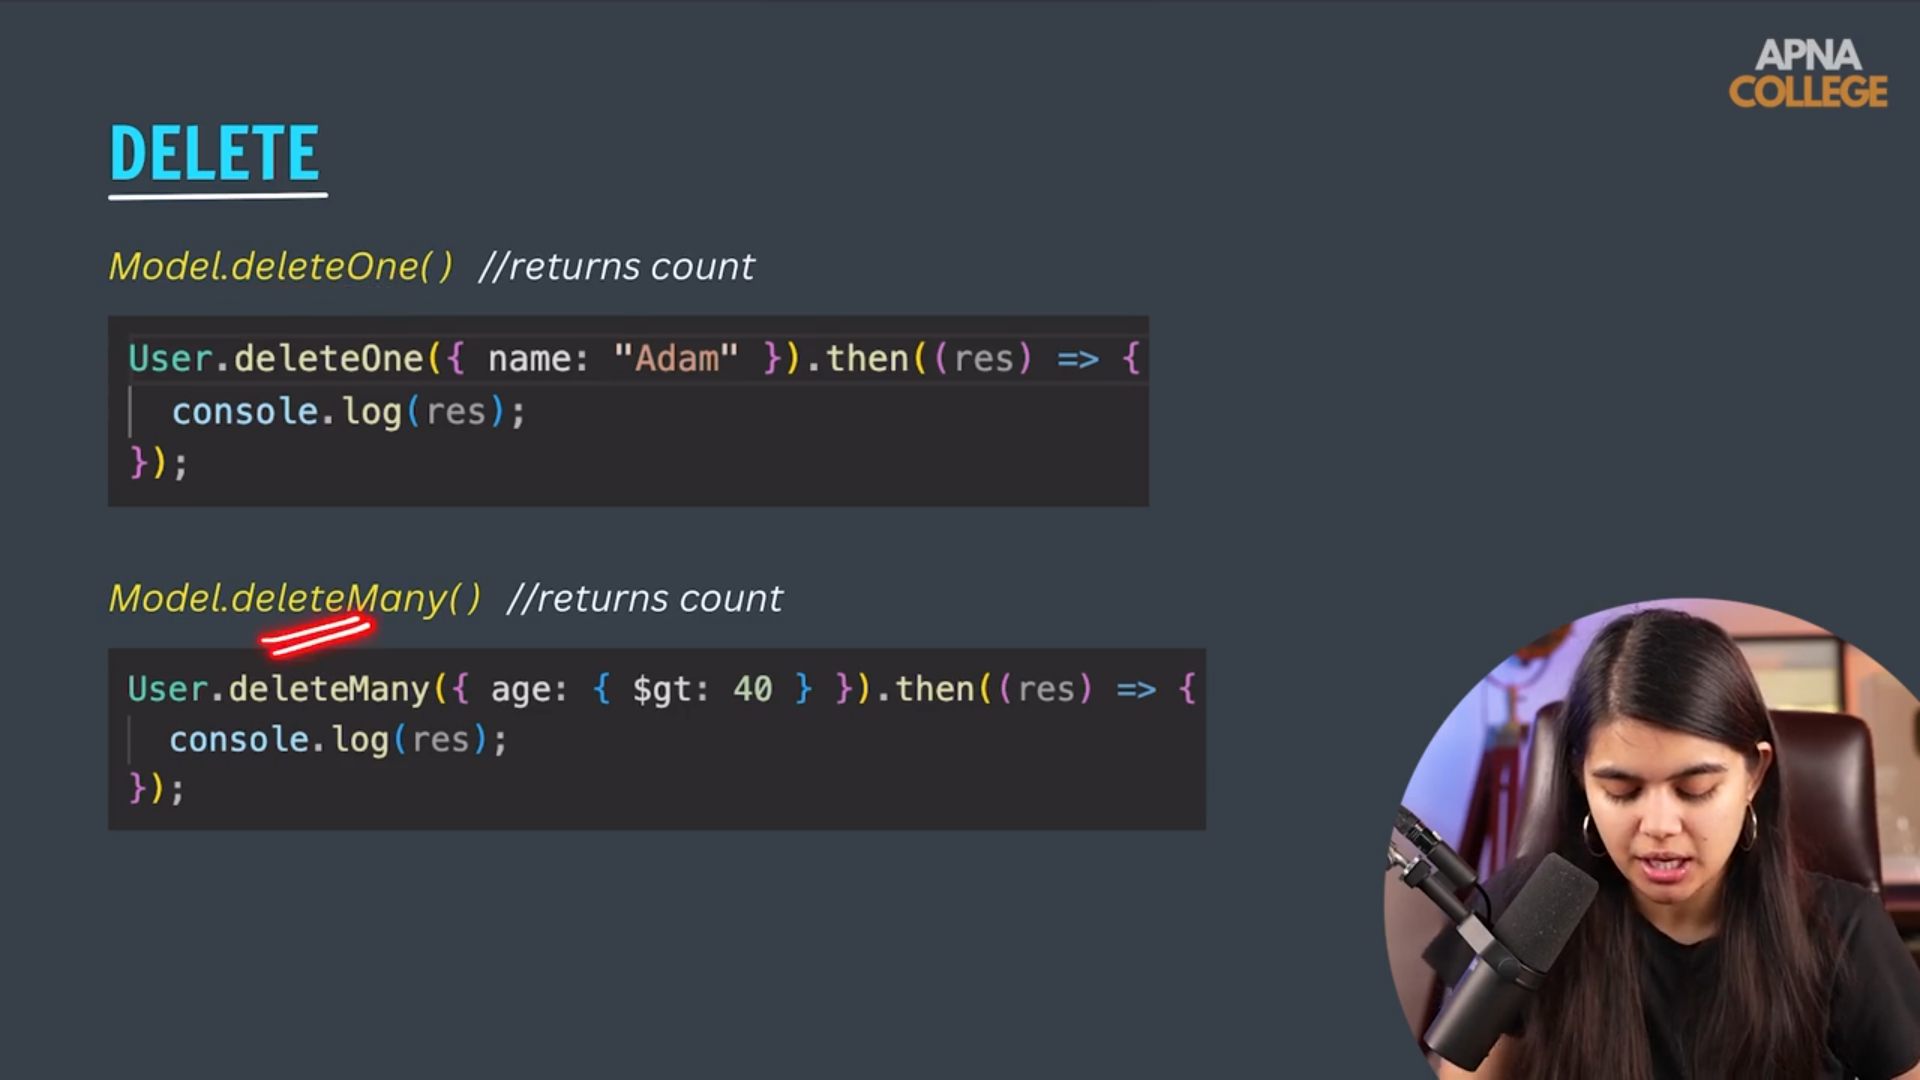 APNA
COLLEGE
DELETE
Model.deleteOne( ) //returns count
User.deleteOne({ name: "Adam" }).then((res) => {
console.log(res);
});
Model.deleteMany( ) //returns count
User.deleteMany({ age: { $gt: 40 } }).then((res) => {
console.log(res);
});